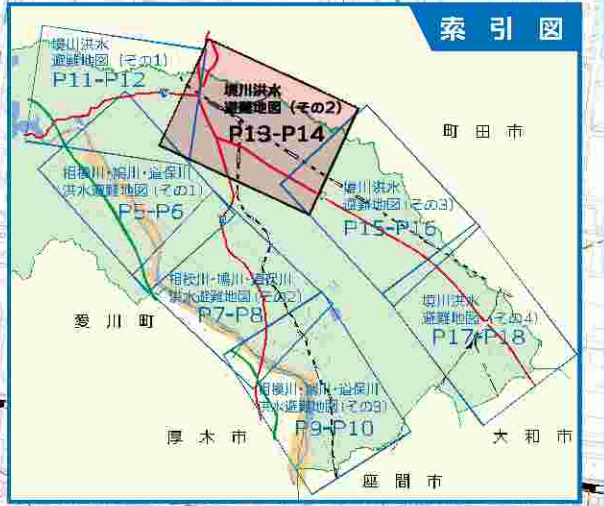 索引図
境川洪水
避難地図（その1）
P11-P12
境川洪水
避難地図（その2）
P13-P14
町田市
相模川・鳩川・道保川
洪水避難地図（その1）
P5-P6
境川洪水
避難地図（その3）
P15-P16
相模川・鳩川・道保川
洪水避難地図（その2）
P7-P8
境川洪水
避難地図（その4）
P17-P18
愛川町
相模川・鳩川・道保川
洪水避難地図（その3）
P9-P10
厚木市
大和市
座間市